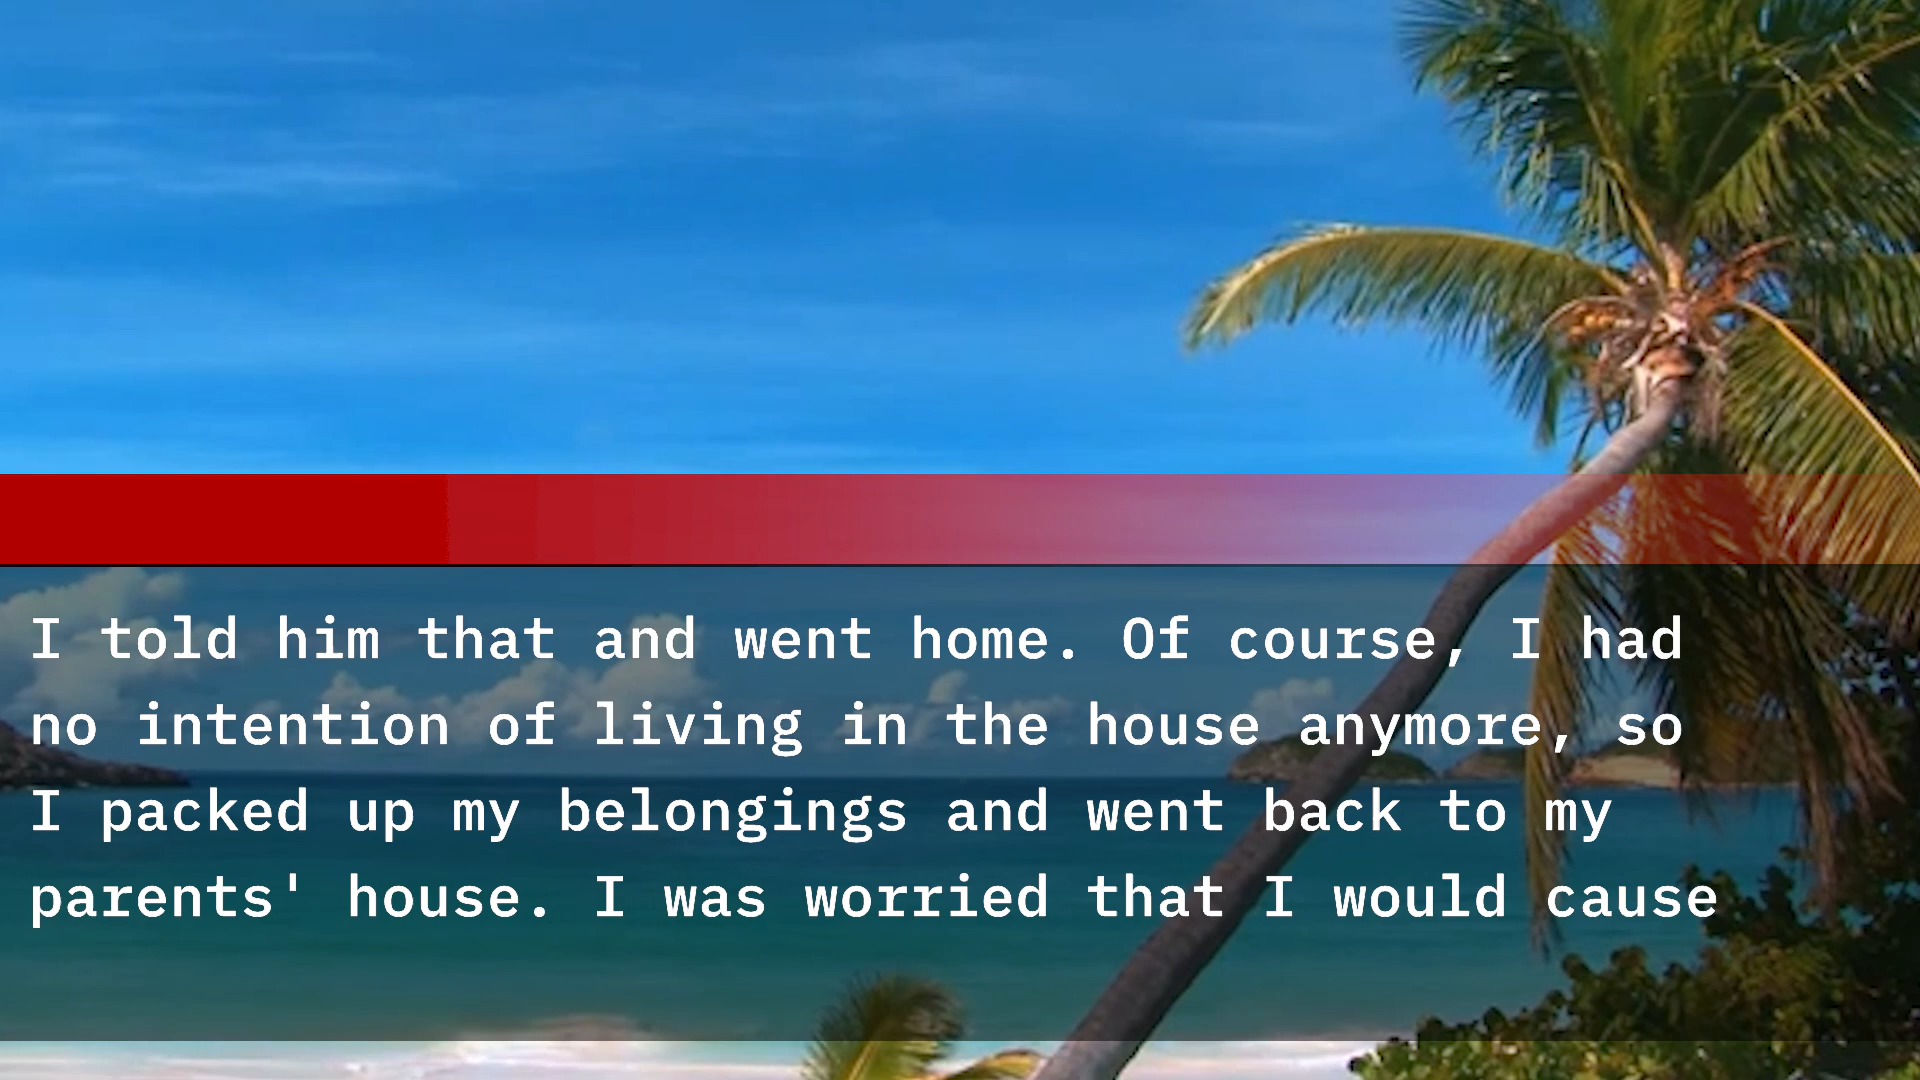 I told him that and went home. Of course, I had
no intention of living in the house anymore, so
I packed up my belongings and went back to my
parents' house. I was worried that I would cause